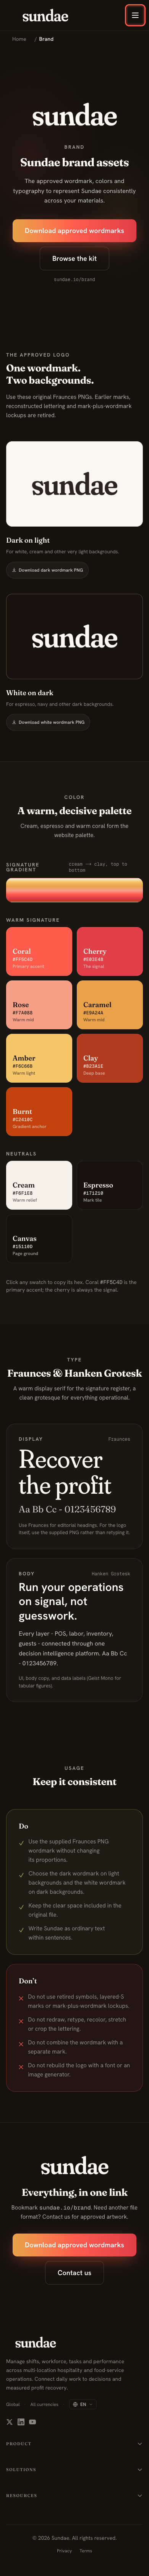 sundae
Home / Brand
sundae
BRAND
Sundae brand assets
The approved wordmark, colors and
typography to represent Sundae consistently
across your materials.
Download approved wordmarks
Browse the kit
sundae.io/brand
THE APPROVED LOGO
One wordmark.
Two backgrounds.
Use these original Fraunces PNGs. Earlier marks,
reconstructed lettering and mark-plus-wordmark
lockups are retired.
sundae
Dark on light
For white, cream and other very light backgrounds.
Download dark wordmark PNG
sundae
White on dark
For espresso, navy and other dark backgrounds.
Download white wordmark PNG
COLOR
A warm, decisive palette
Cream, espresso and warm coral form the
website palette.
SIGNATURE
GRADIENT
cream → clay, top to
bottom
WARM SIGNATURE
Coral
#FF5C4D
Primary accent
Cherry
Rose
#F7A088
Warm mid
Caramel
Warm mid
Amber
Warm light
Clay
Deep base
Burnt
Gradient anchor
NEUTRALS
Cream
#F6F1E8
Warm relief
Espresso
#171210
Mark tile
Canvas
Page ground
Click any swatch to copy its hex. Coral #FF5C4D is the
primary accent; the cherry is always the signal.
TYPE
Fraunces & Hanken Grotesk
A warm display serif for the signature register, a
clean grotesque for everything operational.
DISPLAY
Fraunces
Recover
the profit
Aa Bb Cc · 0123456789
Use Fraunces for editorial headings. For the logo
itself, use the supplied PNG rather than retyping it.
BODY
Hanken Grotesk
Run your operations
on signal, not
guesswork.
Every layer - POS, labor, inventory,
guests - connected through one
decision intelligence platform. Aa Bb Cc
· 0123456789.
UI, body copy, and data labels (Geist Mono for
tabular figures).
USAGE
Keep it consistent
Do
Use the supplied Fraunces PNG
wordmark without changing
its proportions.
Choose the dark wordmark on light
backgrounds and the white wordmark
on dark backgrounds.
Keep the clear space included in the
original file.
Write Sundae as ordinary text
within sentences.
Don't
Do not use retired symbols, layered-S
marks or mark-plus-wordmark lockups.
Do not redraw, retype, recolor, stretch
or crop the lettering.
Do not combine the wordmark with a
separate mark.
Do not rebuild the logo with a font or an
image generator.
sundae
Everything, in one link
Bookmark sundae.io/brand. Need another file
format? Contact us for approved artwork.
Download approved wordmarks
Contact us
sundae
Manage shifts, workforce, tasks and performance
across multi-location hospitality and food-service
operations. Connect daily work to decisions and
measured profit recovery.
Global
All currencies
EN
PRODUCT
SOLUTIONS
RESOURCES
© 2026 Sundae. All rights reserved.
Privacy
Terms